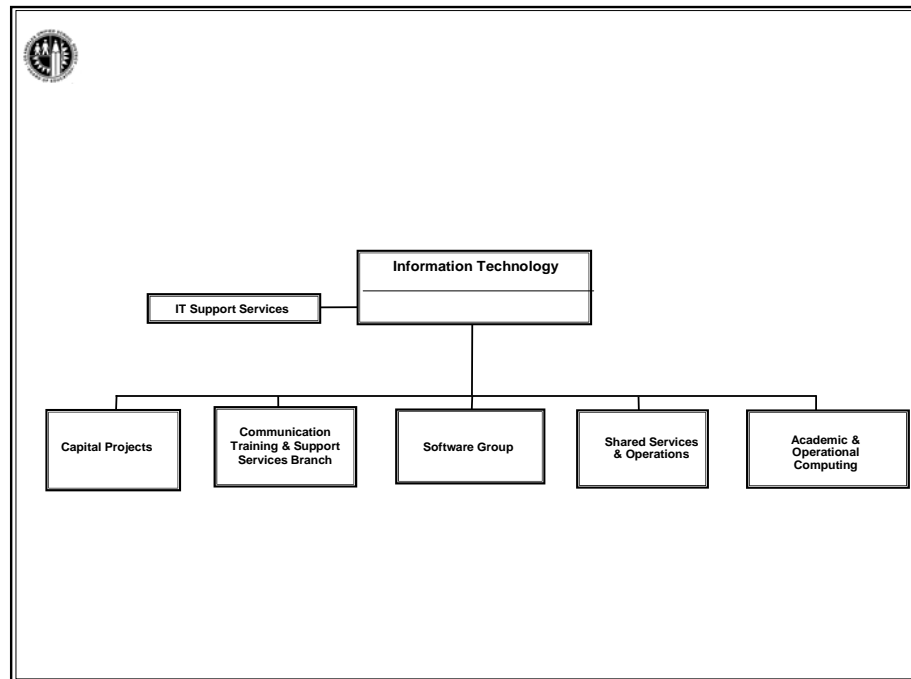 Information Technology
IT Support Services
Capital Projects
Communication
Training & Support
Services Branch
Software Group
Shared Services
& Operations
Academic &
Operational
Computing